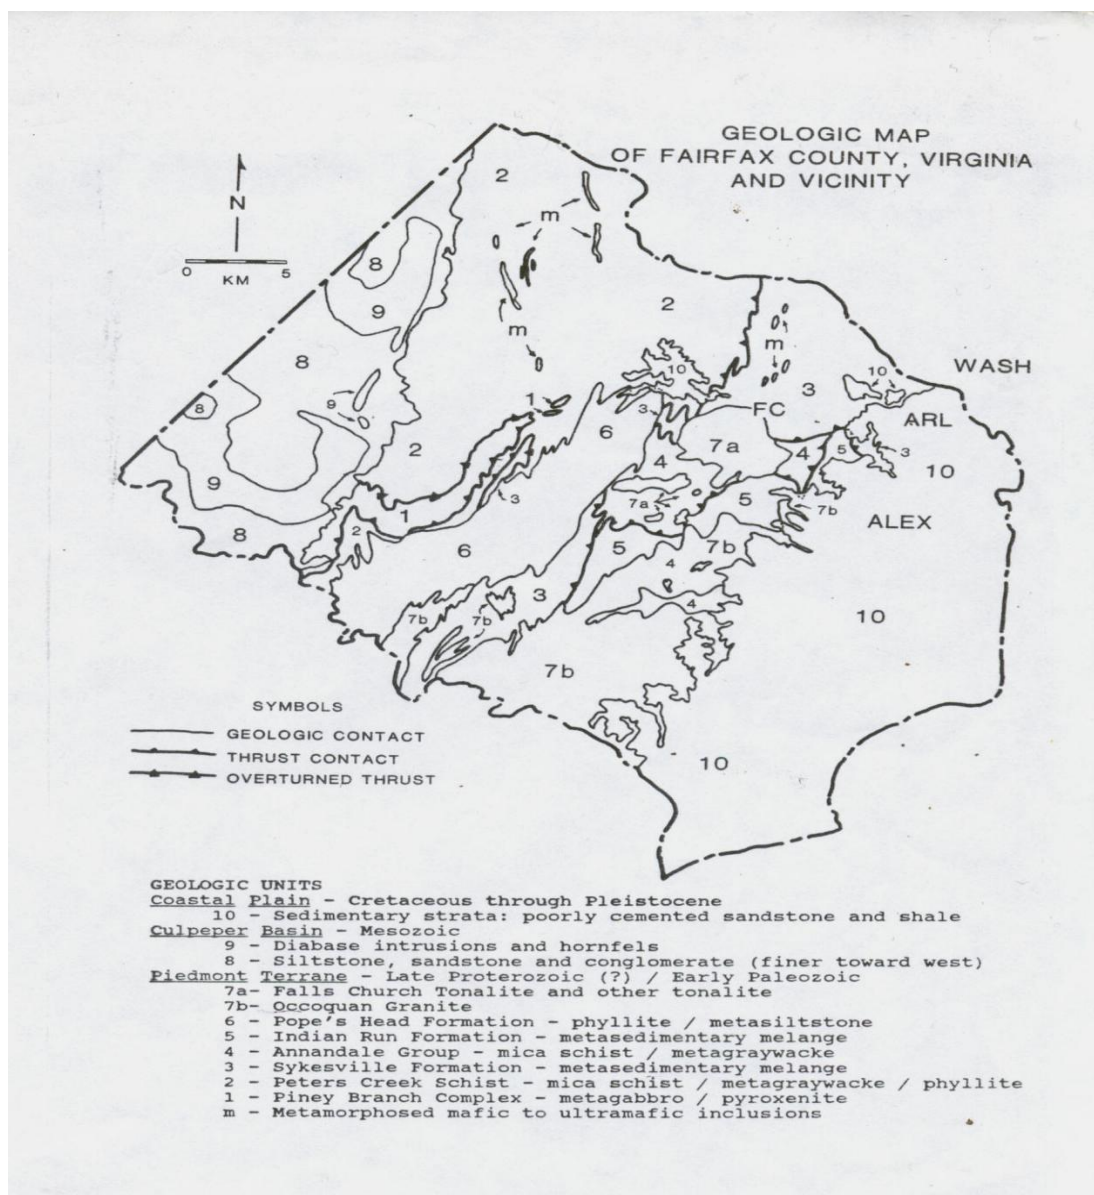 GEOLOGIC MAP
OF FAIRFAX COUNTY, VIRGINIA
AND VICINITY
N
0 5
KM
2
m
8
9
2
m
8
m
10
3
WASH
10
8
9
1
3
FC
ARL
6
7a
2
4
4
5
3
10
9
3
7a
5
7b
ALEX
1
8
2
6
5
7b
4
3
4
10
7b
7b
7b
10
SYMBOLS
GEOLOGIC CONTACT
THRUST CONTACT
OVERTURNED THRUST
GEOLOGIC UNITS
Coastal Plain - Cretaceous through Pleistocene
10 - Sedimentary strata: poorly cemented sandstone and shale
Culpeper Basin - Mesozoic
9 - Diabase intrusions and hornfels
8 - Siltstone, sandstone and conglomerate (finer toward west)
Piedmont Terrane - Late Proterozoic (?) / Early Paleozoic
7a- Falls Church Tonalite and other tonalite
7b- Occoquan Granite
6 - Pope's Head Formation - phyllite / metasiltstone
5 - Indian Run Formation - metasedimentary melange
4 - Annandale Group - mica schist / metagraywacke
3 - Sykesville Formation - metasedimentary melange
2 - Peters Creek Schist - mica schist / metagraywacke / phyllite
1 - Piney Branch Complex - metagabbro / pyroxenite
m - Metamorphosed mafic to ultramafic inclusions